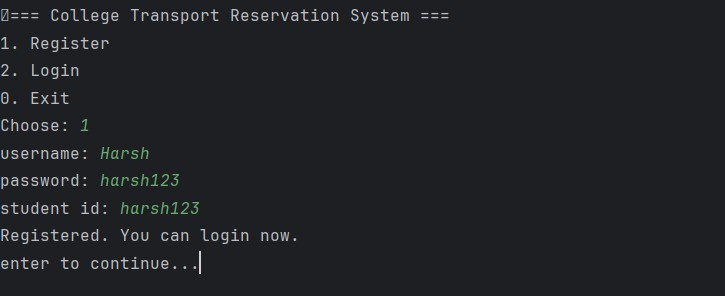 === College Transport Reservation System ===
1. Register
2. Login
0. Exit
Choose: 1
username: Harsh
password: harsh123
student id: harsh123
Registered. You can login now.
enter to continue...